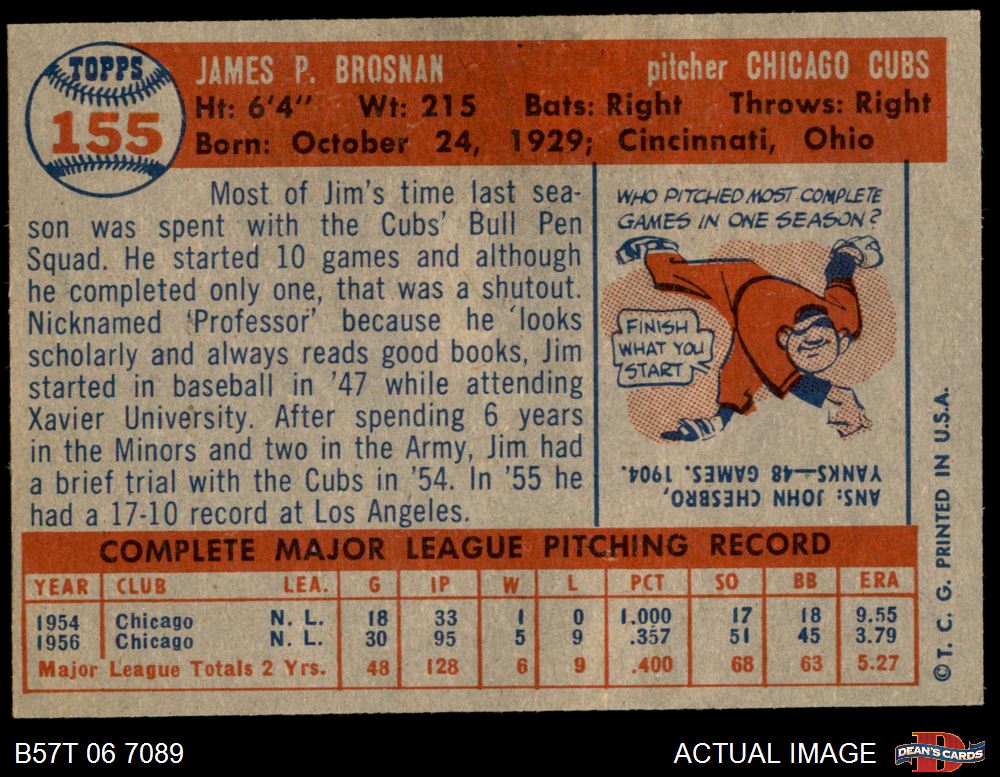 TOPPS
155
JAMES P. BROSNAN pitcher CHICAGO CUBS
Ht: 6'4" Wt: 215 Bats: Right Throws: Right
Born: October 24, 1929; Cincinnati, Ohio
Most of Jim's time last sea-
son was spent with the Cubs' Bull Pen
Squad. He started 10 games and although
he completed only one, that was a shutout.
Nicknamed 'Professor' because he looks
scholarly and always reads good books, Jim
started in baseball in '47 while attending
Xavier University. After spending 6 years
in the Minors and two in the Army, Jim had
a brief trial with the Cubs in '54. In '55 he
had a 17-10 record at Los Angeles.
WHO PITCHED MOST COMPLETE
GAMES IN ONE SEASON?
FINISH
WHAT YOU
START
ANS: JOHN CHESBRO,
YANKS—48 GAMES. 1904.
COMPLETE MAJOR LEAGUE PITCHING RECORD
YEAR CLUB LEA. G IP W L PCT SO BB ERA
1954 Chicago N. L. 18 33 1 0 1.000 17 18 9.55
1956 Chicago N. L. 30 95 5 9 .357 51 45 3.79
Major League Totals 2 Yrs. 48 128 6 9 .400 68 63 5.27
© T. C. G. PRINTED IN U.S.A.
B57T 06 7089 ACTUAL IMAGE
D
DEAN'S CARDS